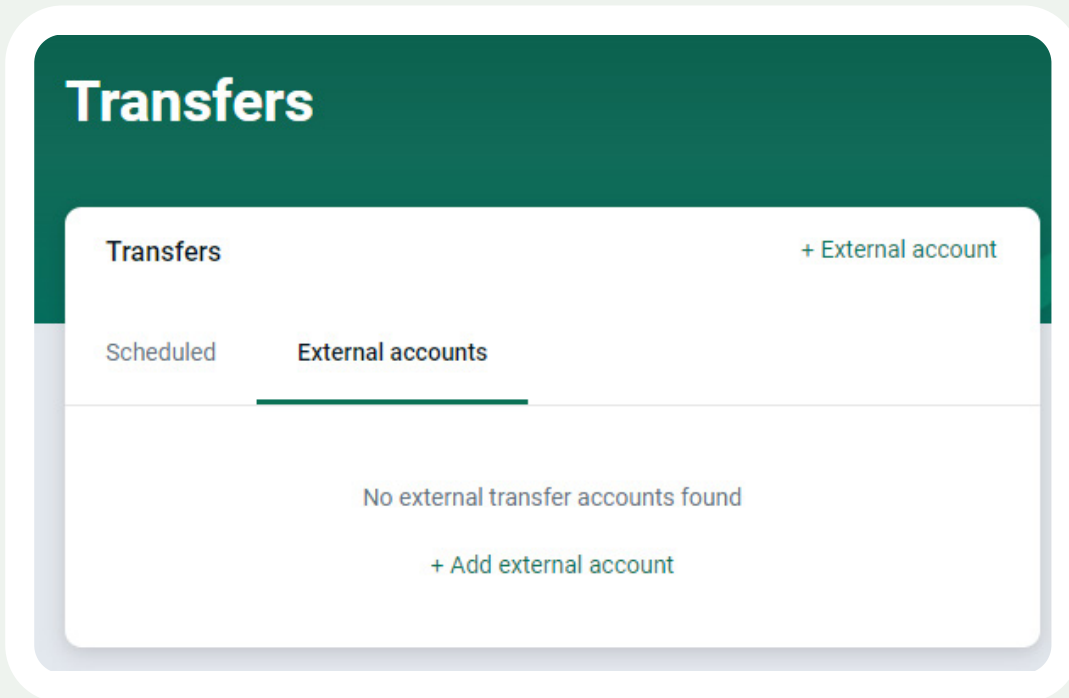 Transfers
Transfers
+ External account
Scheduled
External accounts
No external transfer accounts found
+ Add external account